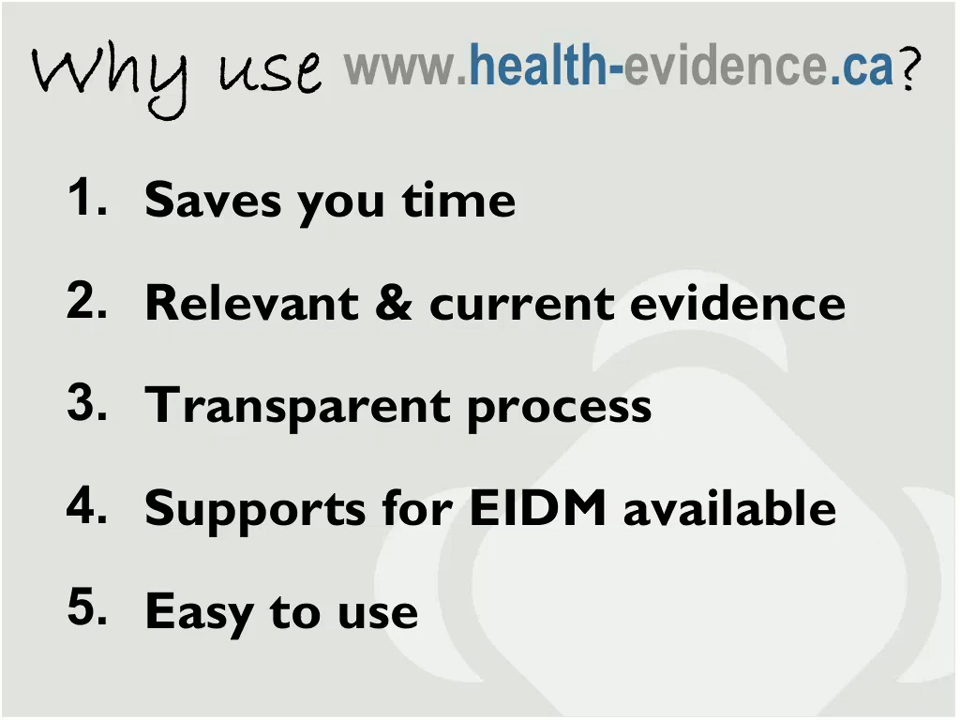 Why use www.health-evidence.ca?
1. Saves you time
2. Relevant & current evidence
3. Transparent process
4. Supports for EIDM available
5. Easy to use